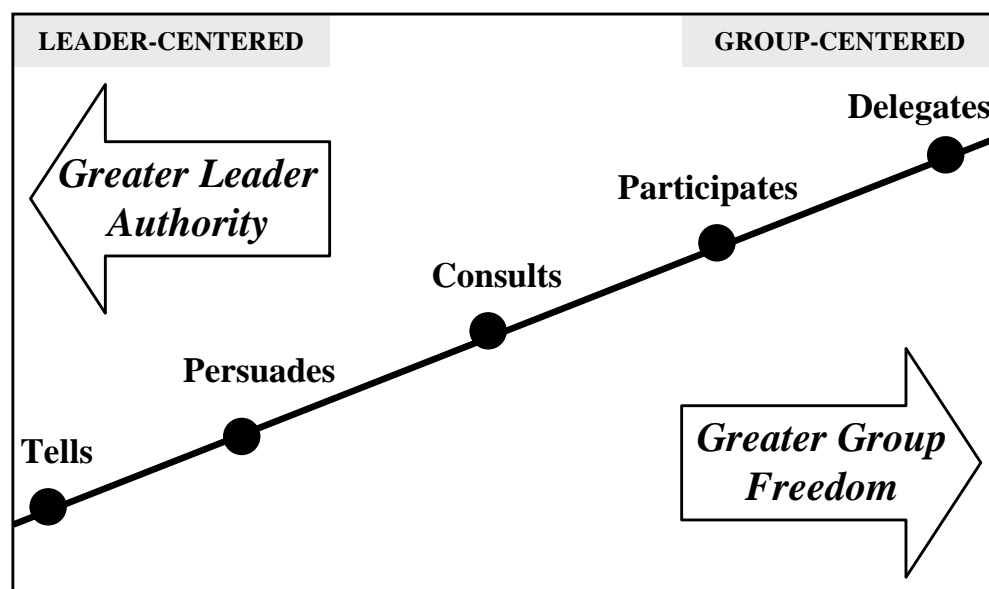 LEADER-CENTERED
GROUP-CENTERED
Delegates
Greater Leader
Authority
Participates
Consults
Persuades
Tells
Greater Group
Freedom